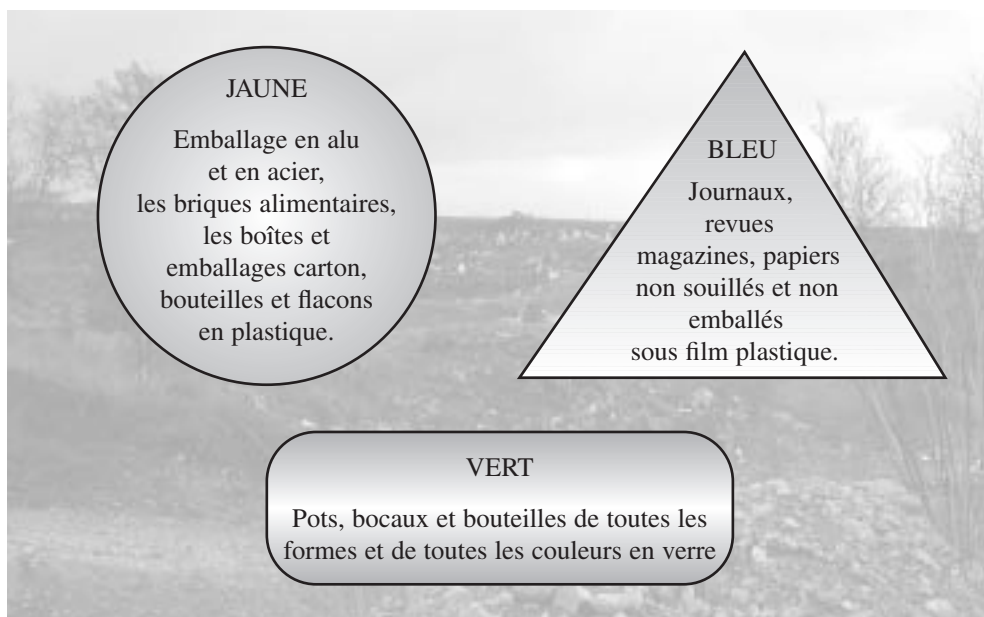 JAUNE
Emballage en alu
et en acier,
les briques alimentaires,
les boîtes et
emballages carton,
bouteilles et flacons
en plastique.
BLEU
Journaux,
revues
magazines, papiers
non souillés et non
emballés
sous film plastique.
VERT
Pots, bocaux et bouteilles de toutes les
formes et de toutes les couleurs en verre